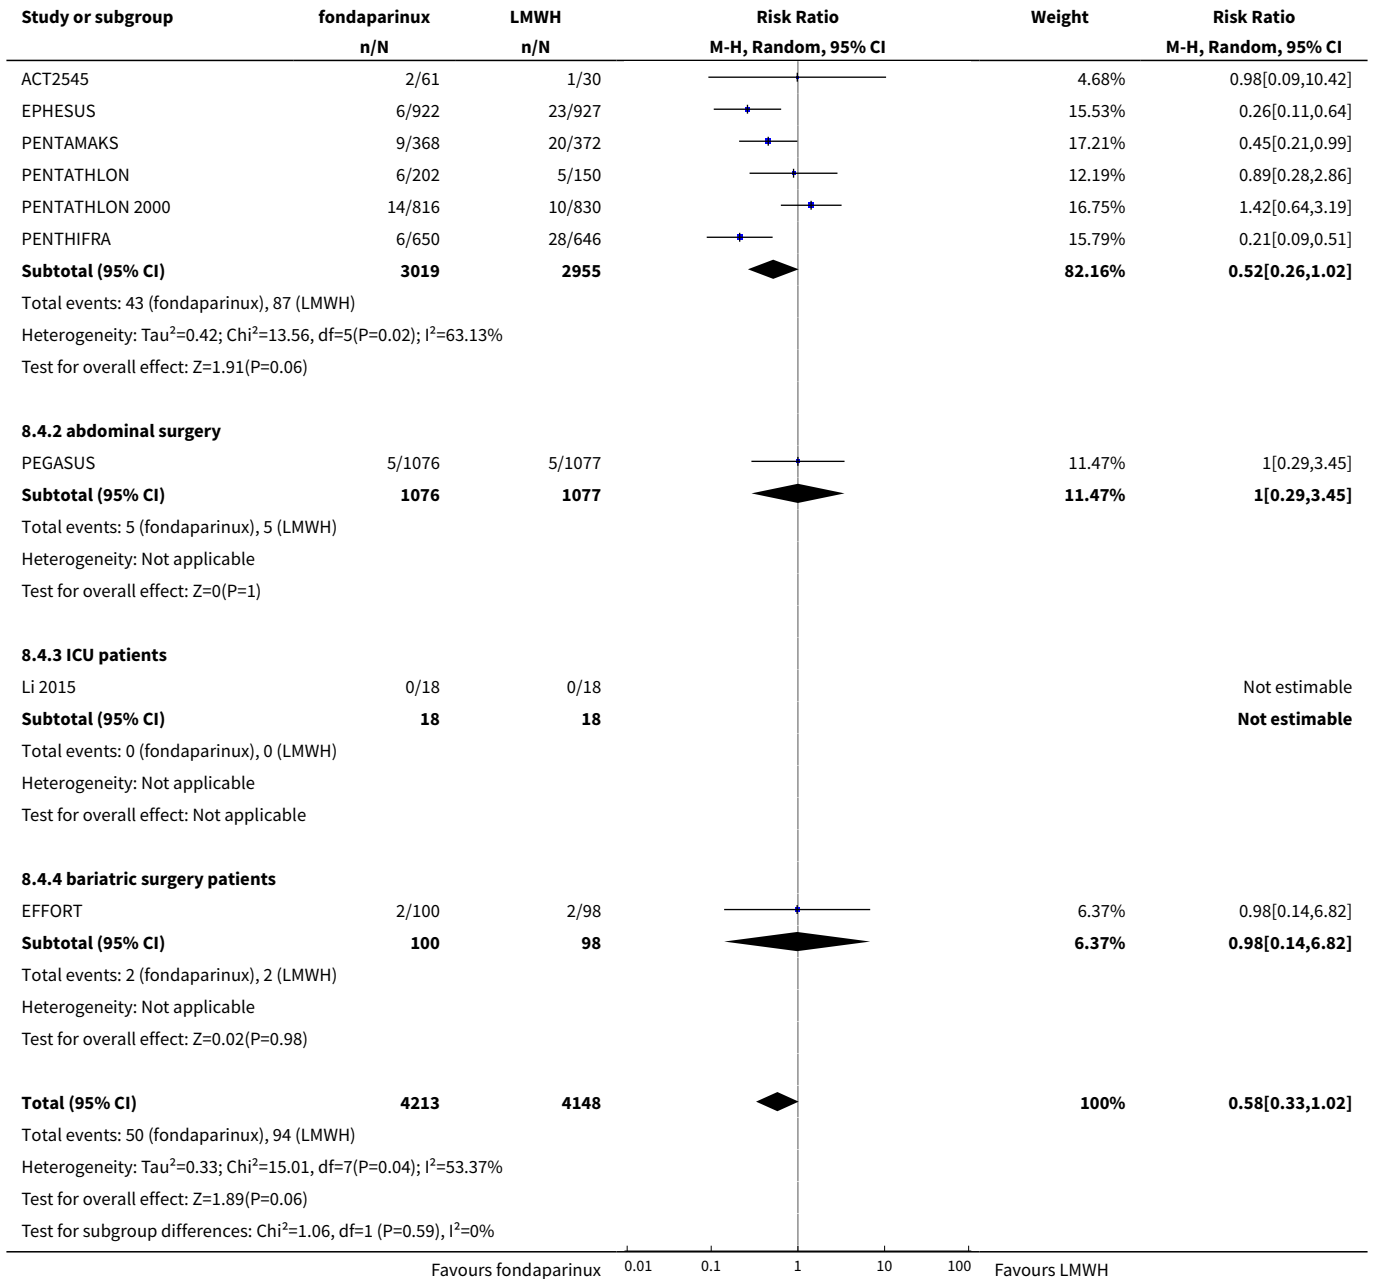 Study or subgroup fondaparinux LMWH Risk Ratio Weight Risk Ratio
n/N n/N M-H, Random, 95% CI M-H, Random, 95% CI
ACT2545 2/61 1/30 4.68% 0.98[0.09,10.42]
EPHESUS 6/922 23/927 15.53% 0.26[0.11,0.64]
PENTAMAKS 9/368 20/372 17.21% 0.45[0.21,0.99]
PENTATHLON 6/202 5/150 12.19% 0.89[0.28,2.86]
PENTATHLON 2000 14/816 10/830 16.75% 1.42[0.64,3.19]
PENTHIFRA 6/650 28/646 15.79% 0.21[0.09,0.51]
Subtotal (95% CI) 3019 2955 82.16% 0.52[0.26,1.02]
Total events: 43 (fondaparinux), 87 (LMWH)
Heterogeneity: Tau²=0.42; Chi²=13.56, df=5(P=0.02); I²=63.13%
Test for overall effect: Z=1.91(P=0.06)
8.4.2 abdominal surgery
PEGASUS 5/1076 5/1077 11.47% 1[0.29,3.45]
Subtotal (95% CI) 1076 1077 11.47% 1[0.29,3.45]
Total events: 5 (fondaparinux), 5 (LMWH)
Heterogeneity: Not applicable
Test for overall effect: Z=0(P=1)
8.4.3 ICU patients
Li 2015 0/18 0/18 Not estimable
Subtotal (95% CI) 18 18 Not estimable
Total events: 0 (fondaparinux), 0 (LMWH)
Heterogeneity: Not applicable
Test for overall effect: Not applicable
8.4.4 bariatric surgery patients
EFFORT 2/100 2/98 6.37% 0.98[0.14,6.82]
Subtotal (95% CI) 100 98 6.37% 0.98[0.14,6.82]
Total events: 2 (fondaparinux), 2 (LMWH)
Heterogeneity: Not applicable
Test for overall effect: Z=0.02(P=0.98)
Total (95% CI) 4213 4148 100% 0.58[0.33,1.02]
Total events: 50 (fondaparinux), 94 (LMWH)
Heterogeneity: Tau²=0.33; Chi²=15.01, df=7(P=0.04); I²=53.37%
Test for overall effect: Z=1.89(P=0.06)
Test for subgroup differences: Chi²=1.06, df=1 (P=0.59), I²=0%
Favours fondaparinux 0.01 0.1 1 10 100 Favours LMWH